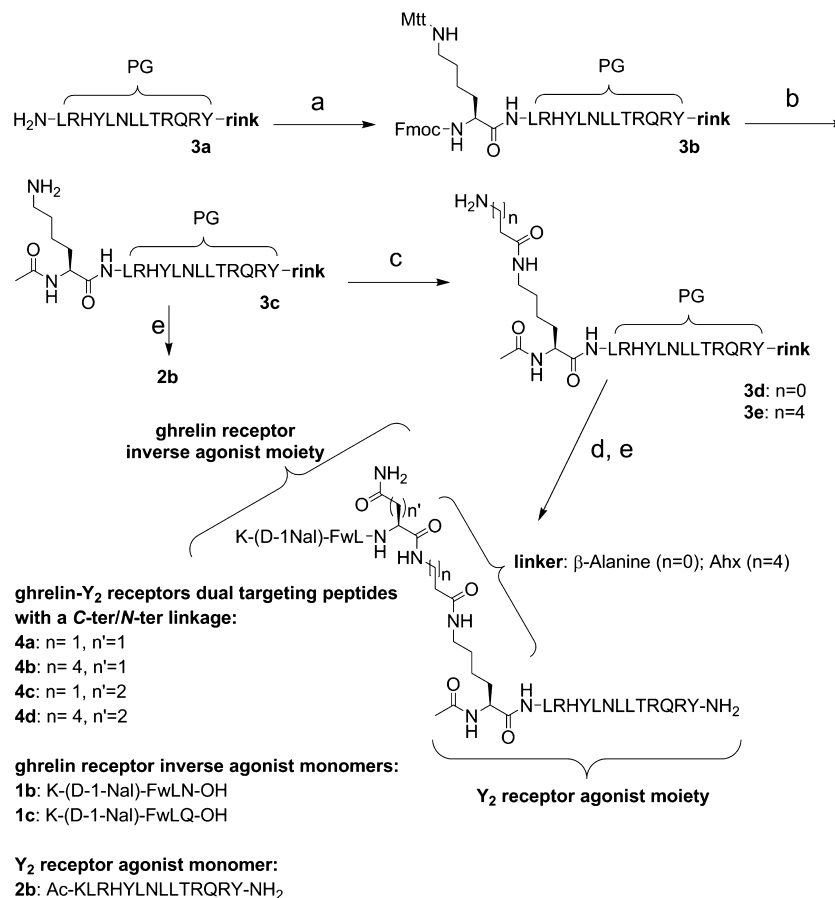 PG
H2N-LRHYLNLLTRQRY-rink
3a
a
Mtt
NH
Fmoc
N
H
O
H
N
PG
LRHYLNLLTRQRY-rink
3b
b
NH2
O
N
H
O
H
N
PG
LRHYLNLLTRQRY-rink
3c
e
2b
c
H2N
n
O
NH
O
N
H
O
H
N
PG
LRHYLNLLTRQRY-rink
3d: n=0
3e: n=4
d, e
ghrelin receptor
inverse agonist moiety
NH2
O
n'
K-(D-1Nal)-FwL-N
H
O
HN
n
O
NH
linker: β-Alanine (n=0); Ahx (n=4)
O
N
H
O
H
N
LRHYLNLLTRQRY-NH2
Y2 receptor agonist moiety
ghrelin-Y2 receptors dual targeting peptides
with a C-ter/N-ter linkage:
4a: n= 1, n'=1
4b: n= 4, n'=1
4c: n= 1, n'=2
4d: n= 4, n'=2
ghrelin receptor inverse agonist monomers:
1b: K-(D-1-Nal)-FwLN-OH
1c: K-(D-1-Nal)-FwLQ-OH
Y2 receptor agonist monomer:
2b: Ac-KLRHYLNLLTRQRY-NH2